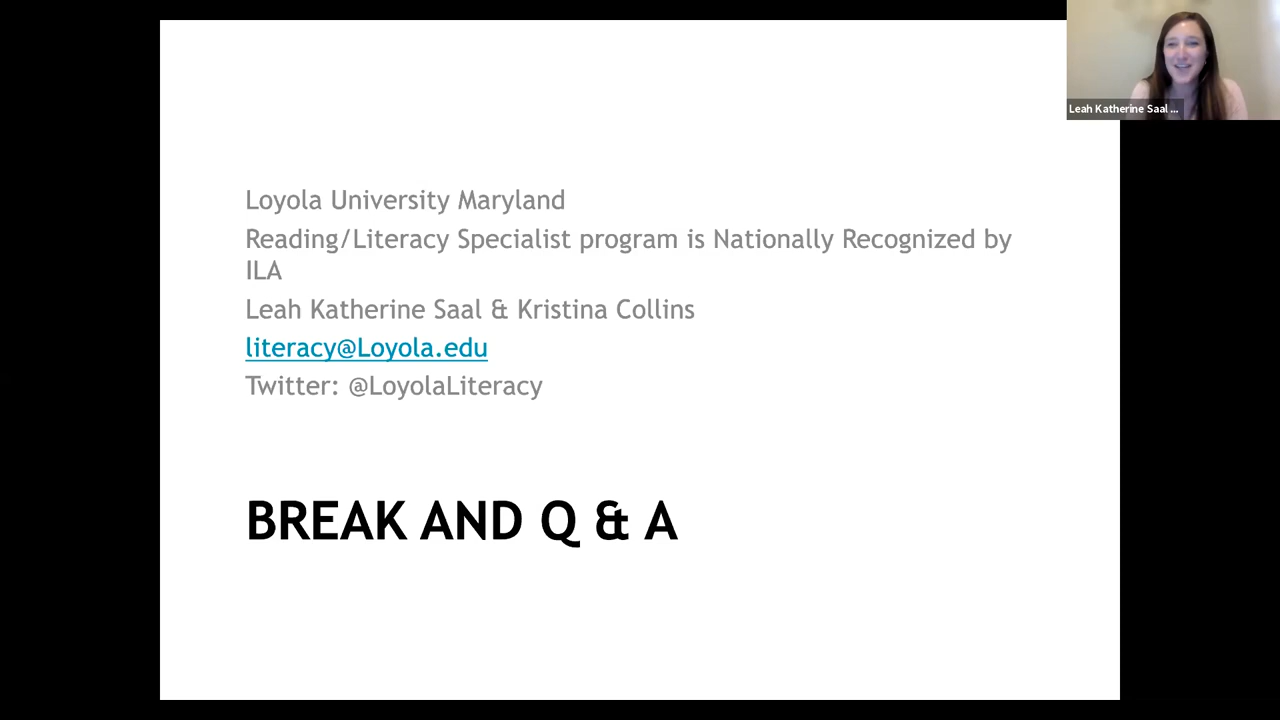 Leah Katherine Saal ...
Loyola University Maryland
Reading/Literacy Specialist program is Nationally Recognized by
ILA
Leah Katherine Saal & Kristina Collins
literacy@Loyola.edu
Twitter: @LoyolaLiteracy
BREAK AND Q & A